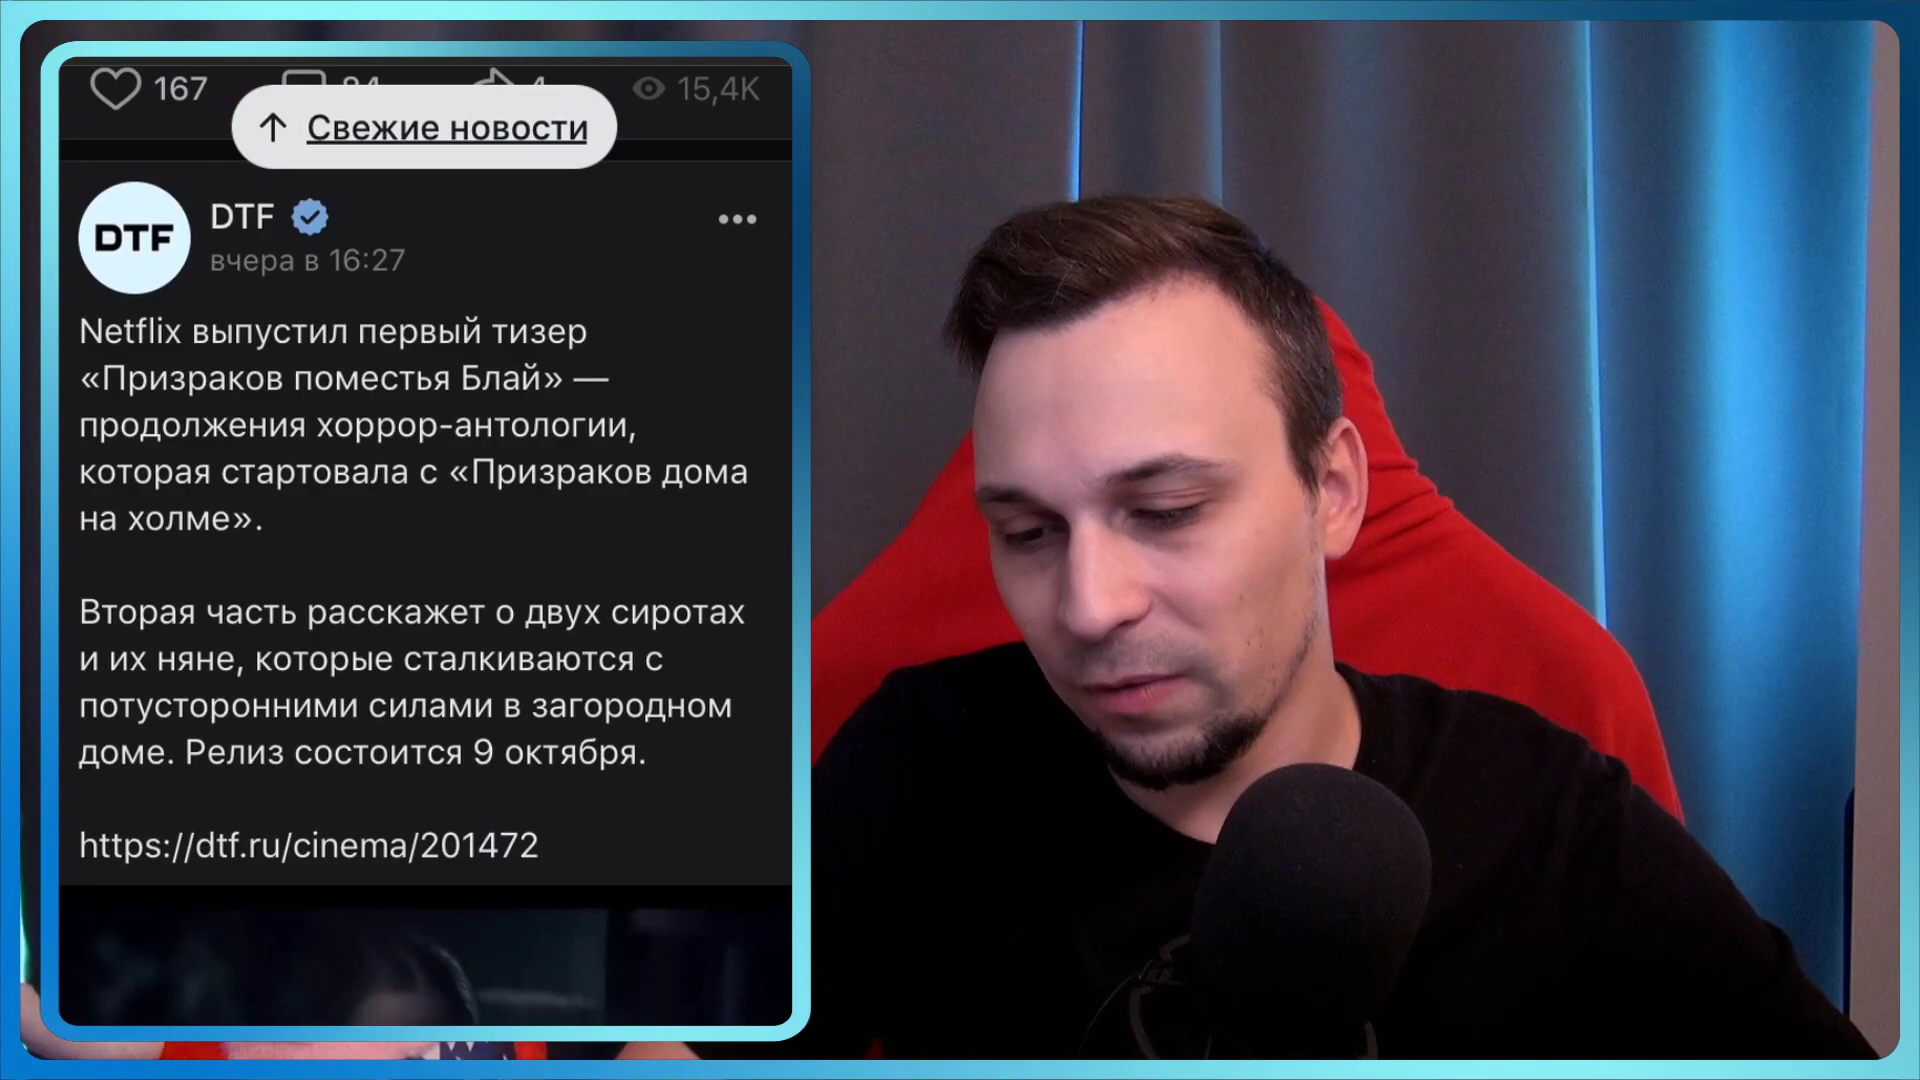 167 84 4 15,4K
Свежие новости
DTF
DTF
вчера в 16:27
Netflix выпустил первый тизер
«Призраков поместья Блай» —
продолжения хоррор-антологии,
которая стартовала с «Призраков дома
на холме».
Вторая часть расскажет о двух сиротах
и их няне, которые сталкиваются с
потусторонними силами в загородном
доме. Релиз состоится 9 октября.
https://dtf.ru/cinema/201472